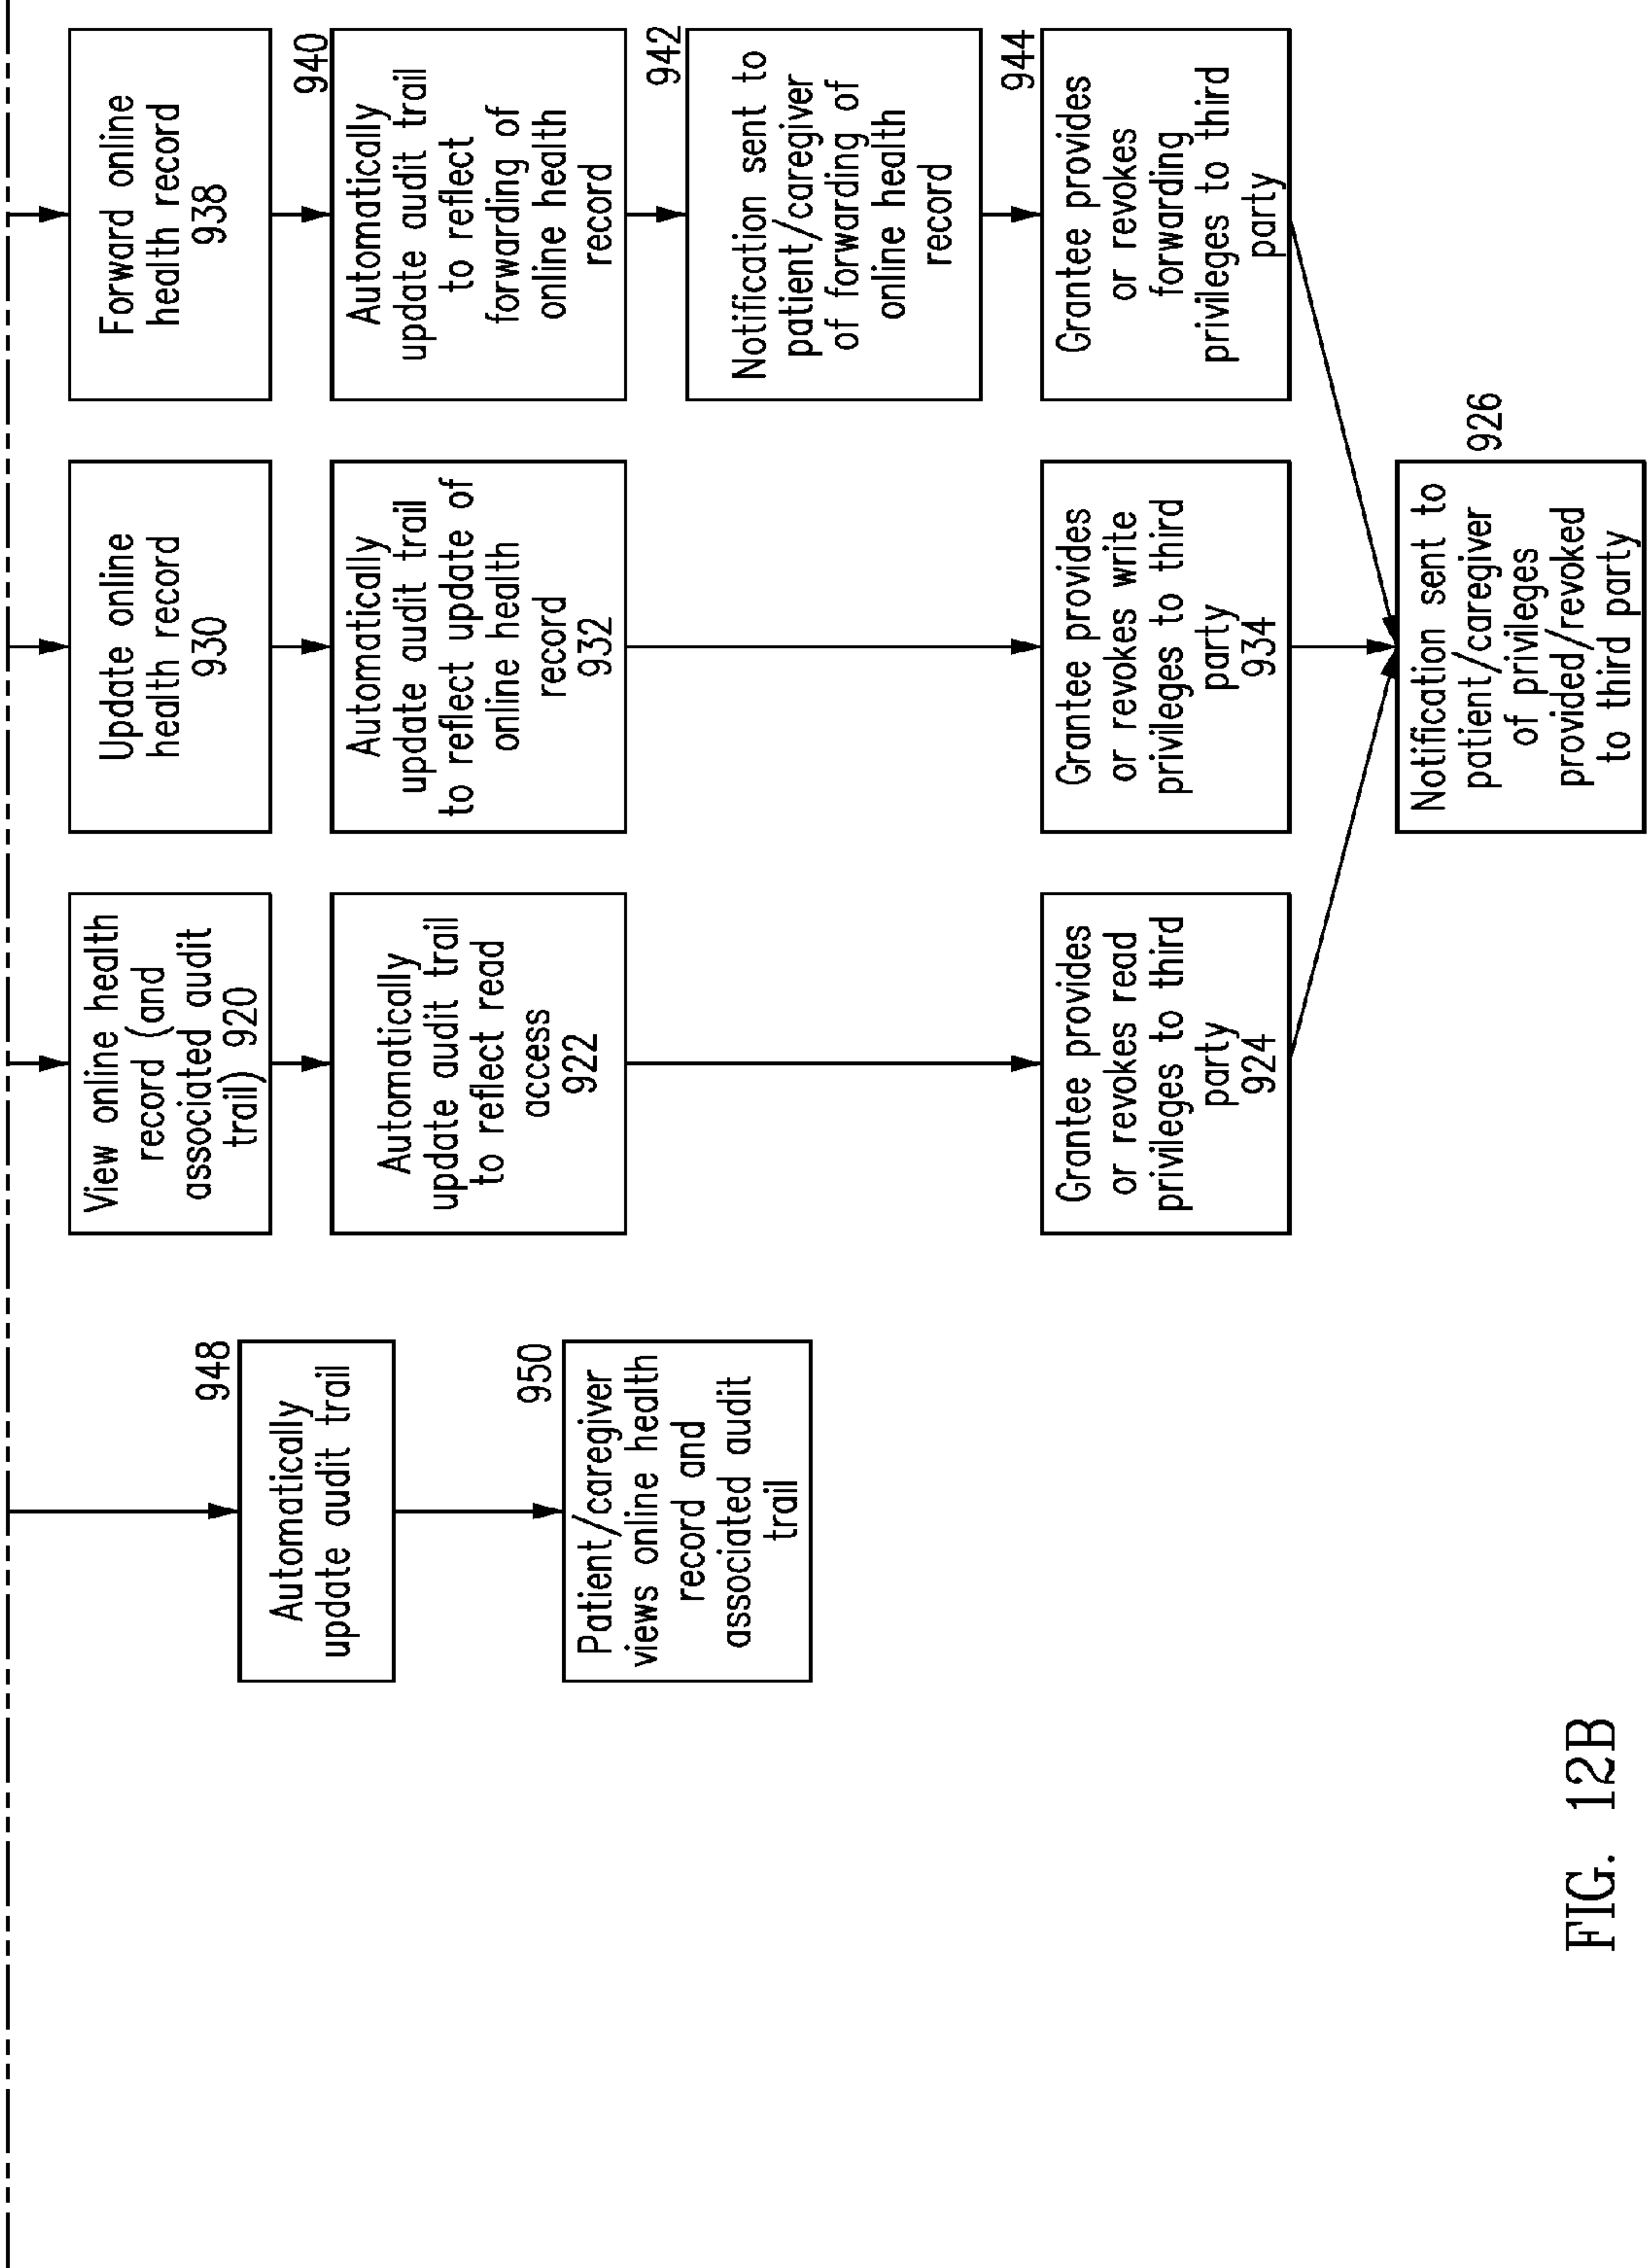 948
Automatically
update audit trail
950
Patient/caregiver
views online health
record and
associated audit
trail
View online health
record (and
associated audit
trail) 920
Automatically
update audit trail
to reflect read
access
922
Grantee provides
or revokes read
privileges to third
party
924
Update online
health record
930
Automatically
update audit trail
to reflect update of
online health
record
932
Grantee provides
or revokes write
privileges to third
party
934
Forward online
health record
938
940
Automatically
update audit trail
to reflect
forwarding of
online health
record
942
Notification sent to
patient/caregiver
of forwarding of
online health
record
944
Grantee provides
or revokes
forwarding
privileges to third
party
926
Notification sent to
patient/caregiver
of privileges
provided/revoked
to third party
FIG. 12B